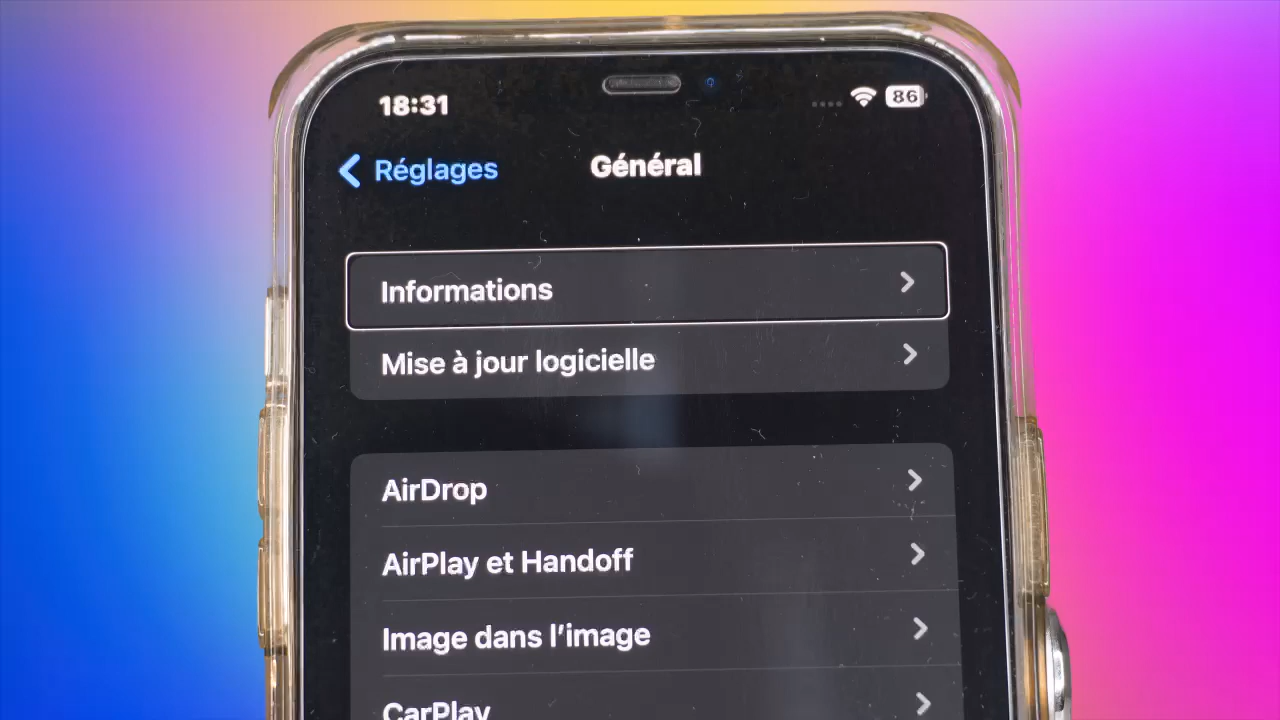 18:31
86
Réglages
Général
Informations
Mise à jour logicielle
AirDrop
AirPlay et Handoff
Image dans l’image
CarPlay